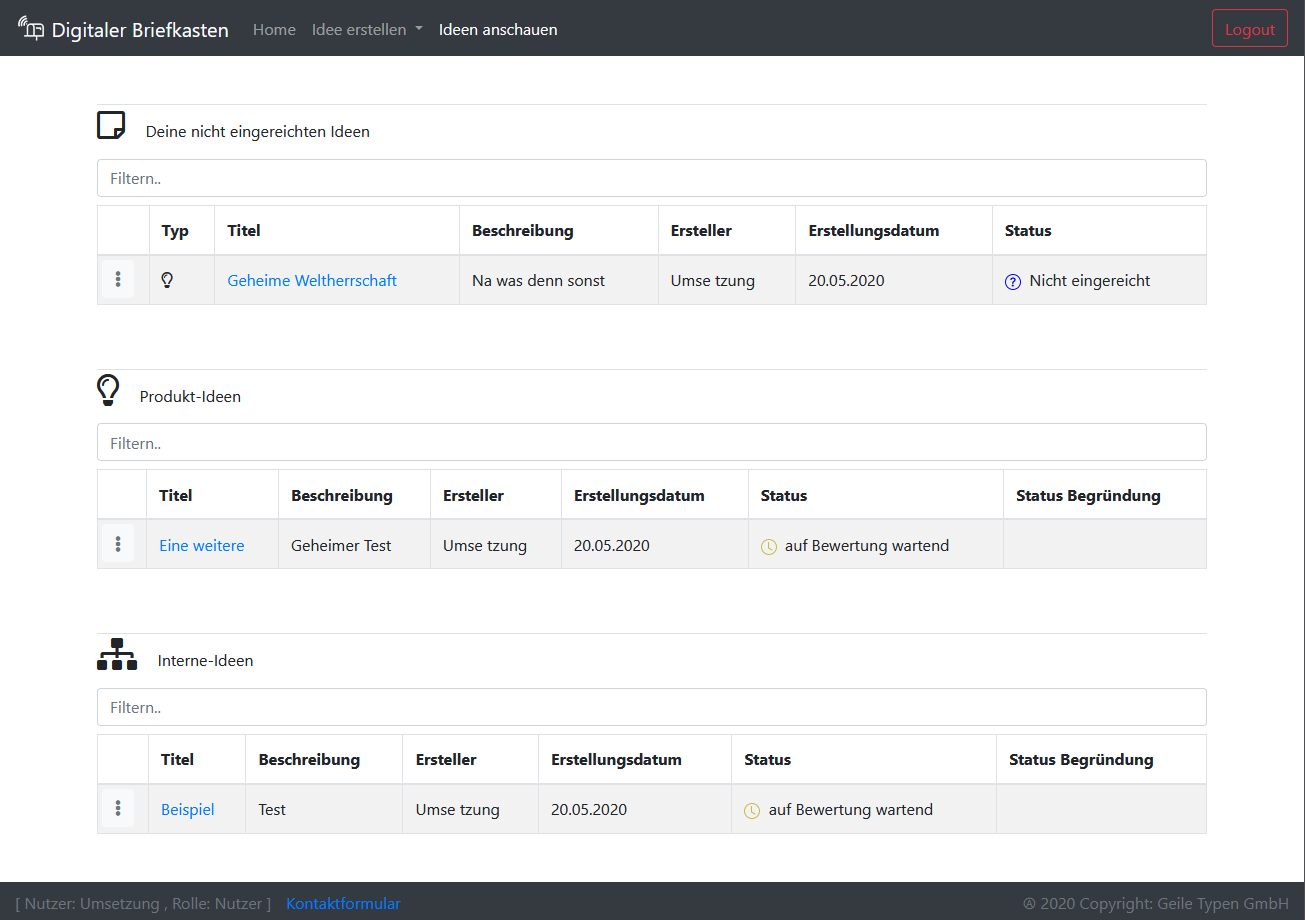 Digitaler Briefkasten Home Idee erstellen Ideen anschauen Logout
Deine nicht eingereichten Ideen
Filtern..
Typ Titel Beschreibung Ersteller Erstellungsdatum Status
Geheime Weltherrschaft Na was denn sonst Umse tzung 20.05.2020 Nicht eingereicht
Produkt-Ideen
Filtern..
Titel Beschreibung Ersteller Erstellungsdatum Status Status Begründung
Eine weitere Geheimer Test Umse tzung 20.05.2020 auf Bewertung wartend
Interne-Ideen
Filtern..
Titel Beschreibung Ersteller Erstellungsdatum Status Status Begründung
Beispiel Test Umse tzung 20.05.2020 auf Bewertung wartend
[ Nutzer: Umsetzung , Rolle: Nutzer ] Kontaktformular @ 2020 Copyright: Geile Typen GmbH